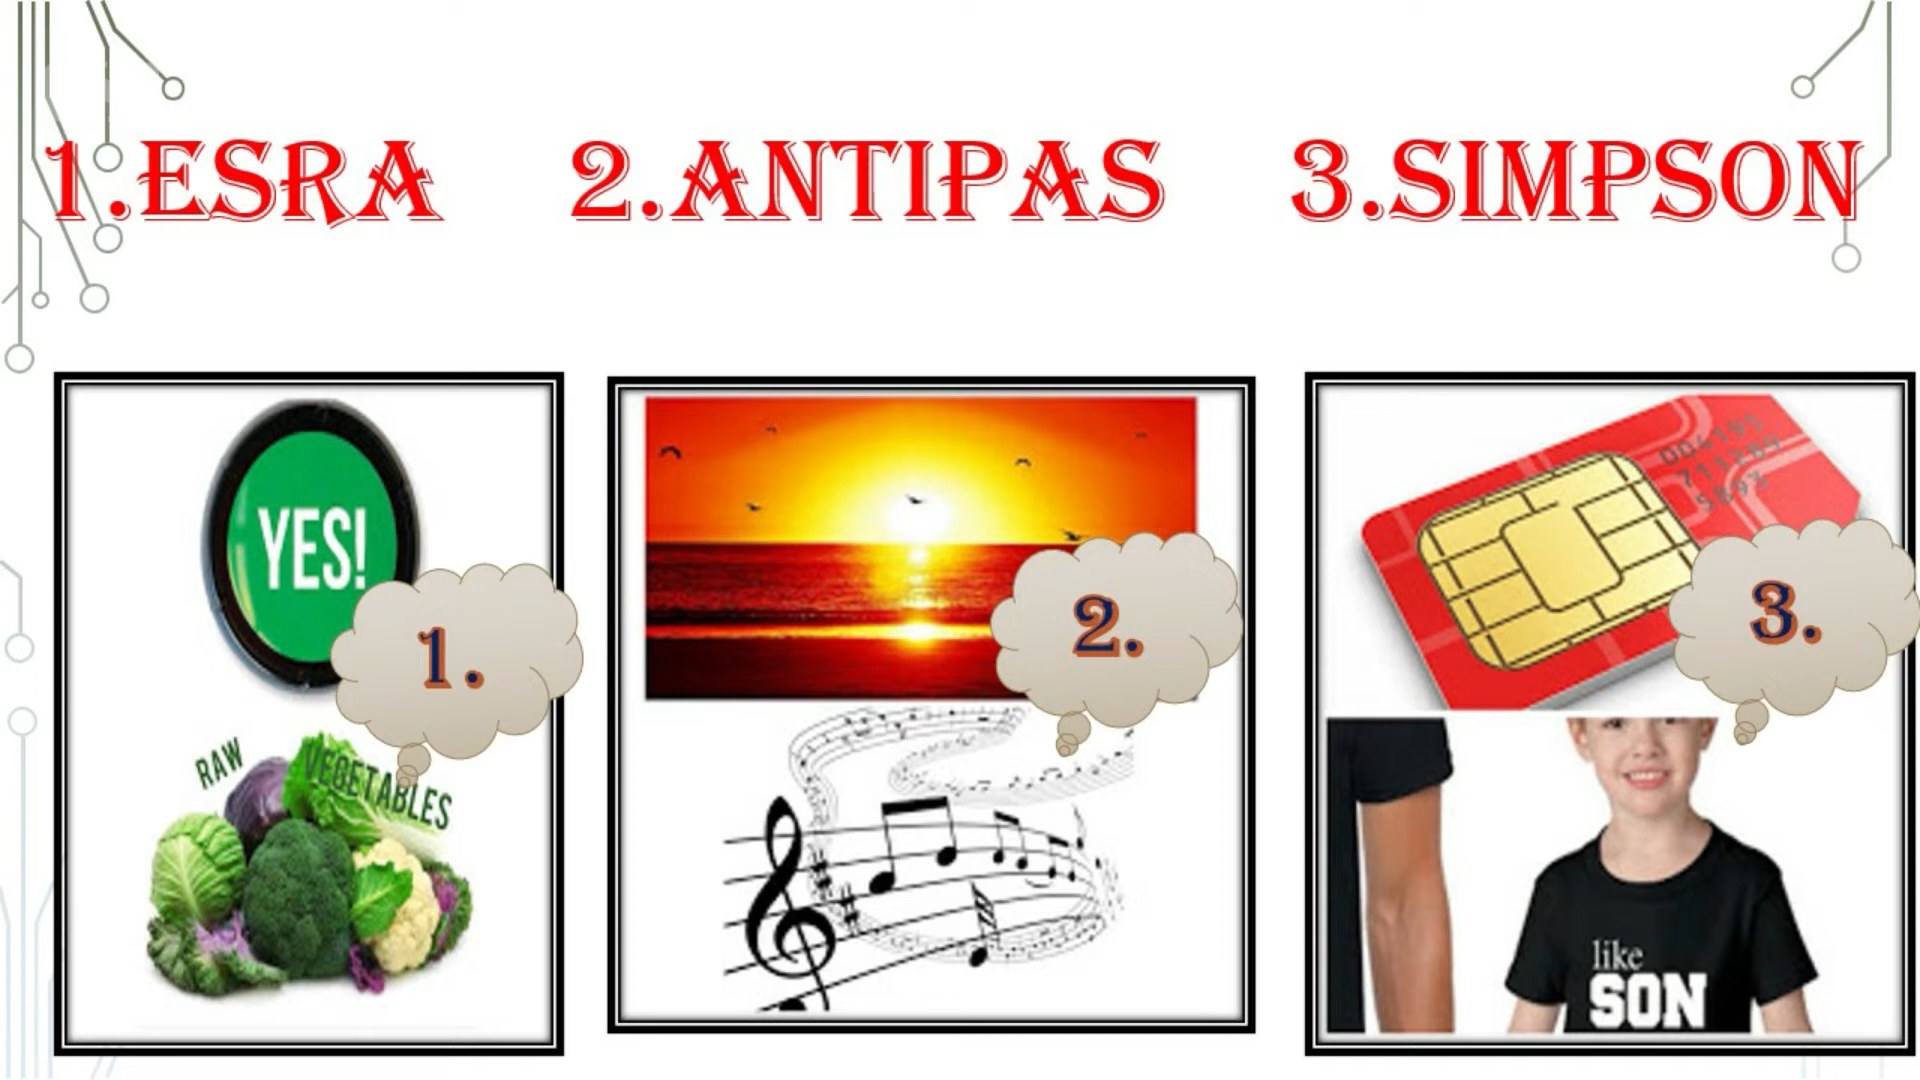 1.ESRA 2.ANTIPAS 3.SIMPSON
YES!
1.
2.
3.
RAW VEGETABLES
like
SON